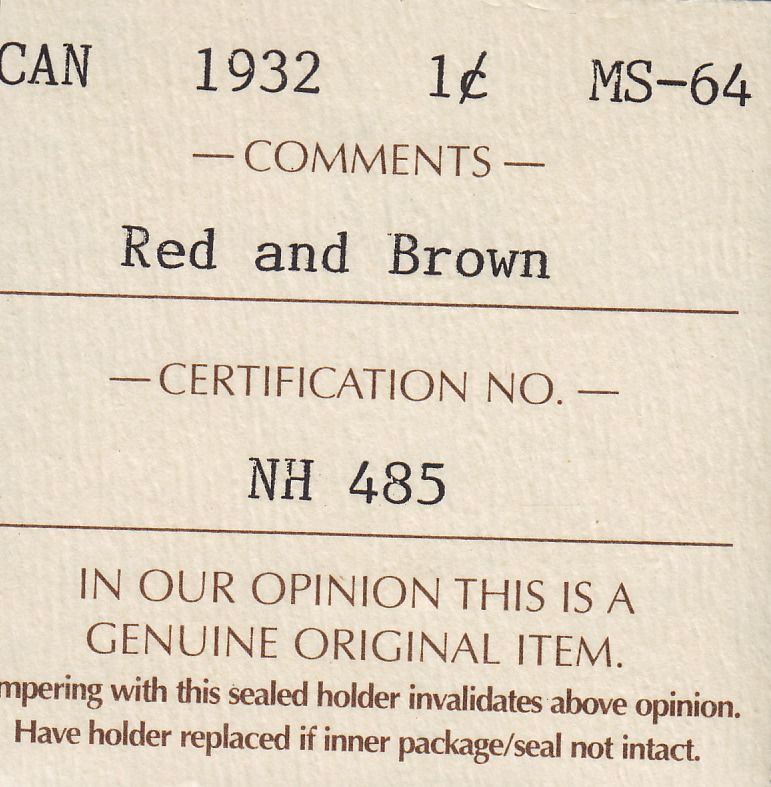 CAN 1932 1¢ MS-64
— COMMENTS —
Red and Brown
— CERTIFICATION NO. —
NH 485
IN OUR OPINION THIS IS A
GENUINE ORIGINAL ITEM.
mpering with this sealed holder invalidates above opinion.
Have holder replaced if inner package/seal not intact.